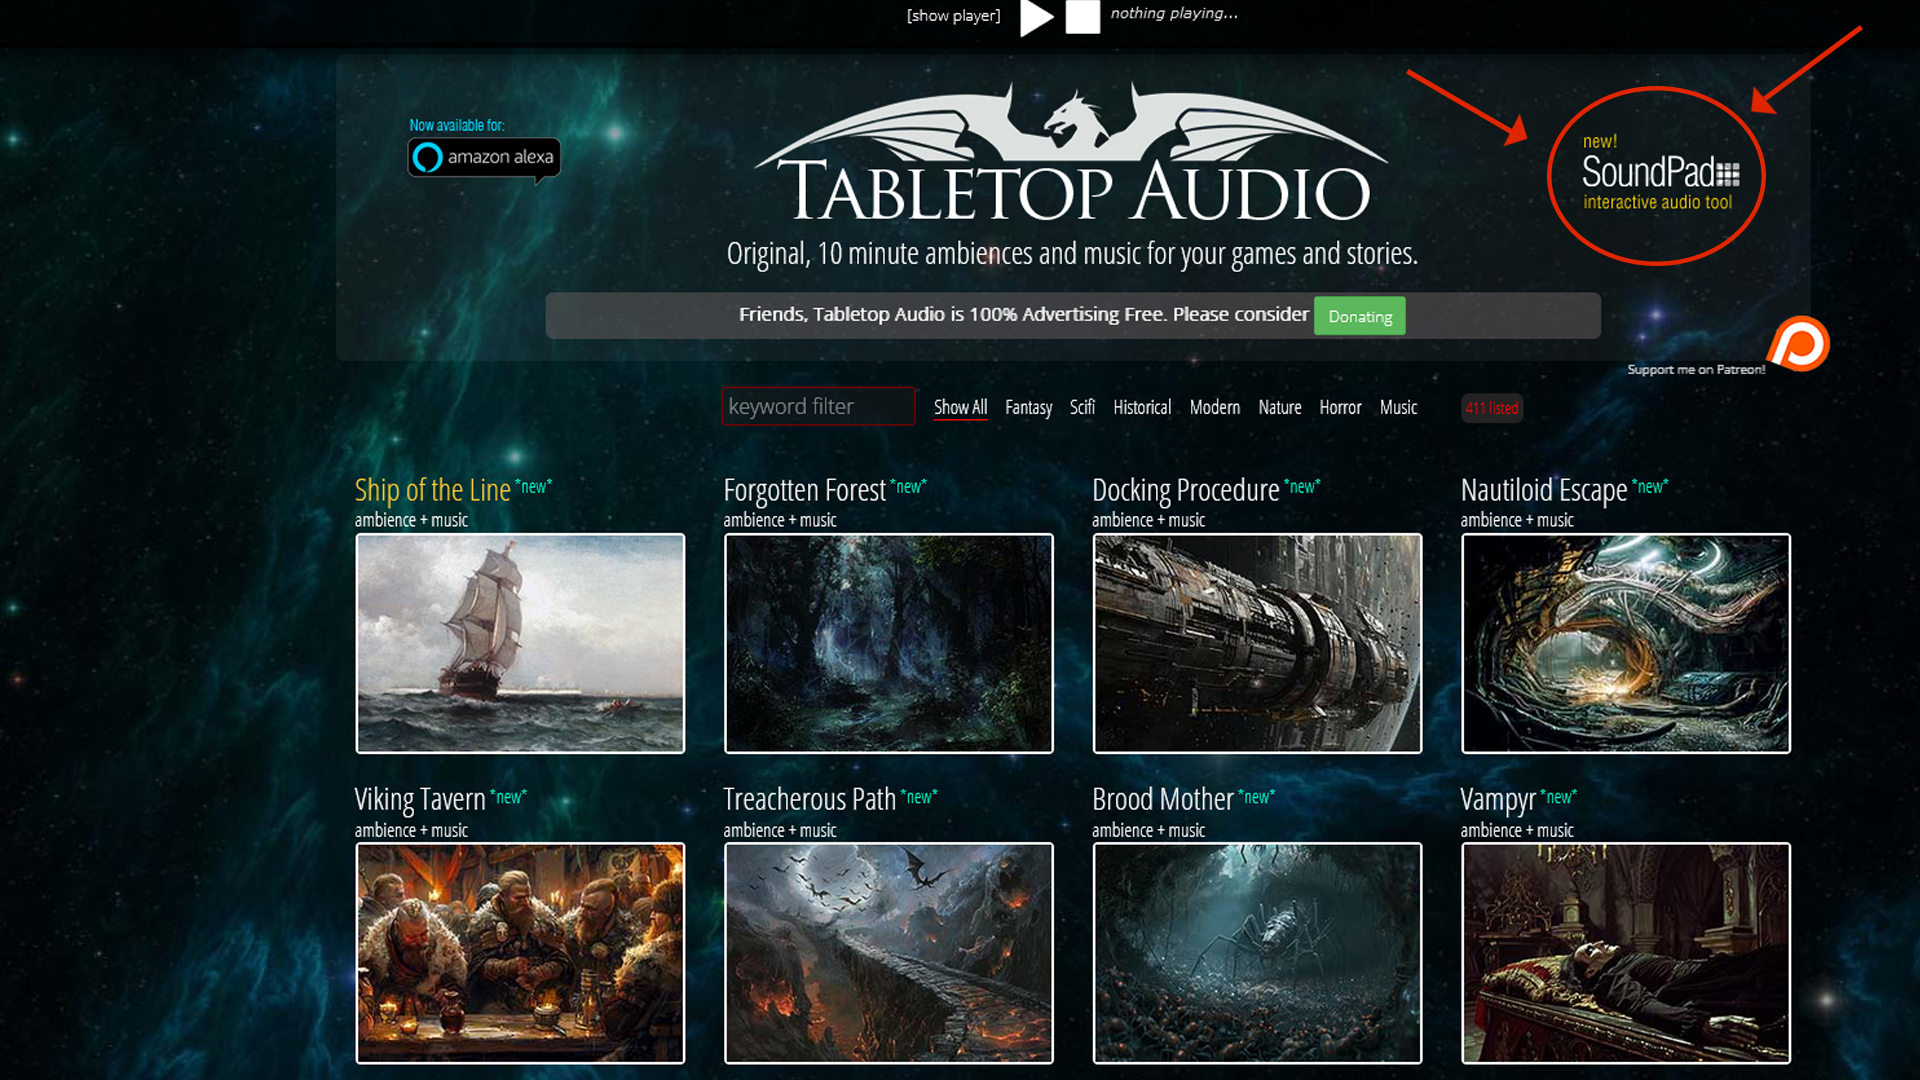 [show player] nothing playing...
Now available for:
amazon alexa
TABLETOP AUDIO
Original, 10 minute ambiences and music for your games and stories.
new!
SoundPad
interactive audio tool
Friends, Tabletop Audio is 100% Advertising Free. Please consider Donating
Support me on Patreon!
keyword filter Show All Fantasy Scifi Historical Modern Nature Horror Music 411 listed
Ship of the Line *new*
ambience + music
Forgotten Forest *new*
ambience + music
Docking Procedure *new*
ambience + music
Nautiloid Escape *new*
ambience + music
Viking Tavern *new*
ambience + music
Treacherous Path *new*
ambience + music
Brood Mother *new*
ambience + music
Vampyr *new*
ambience + music